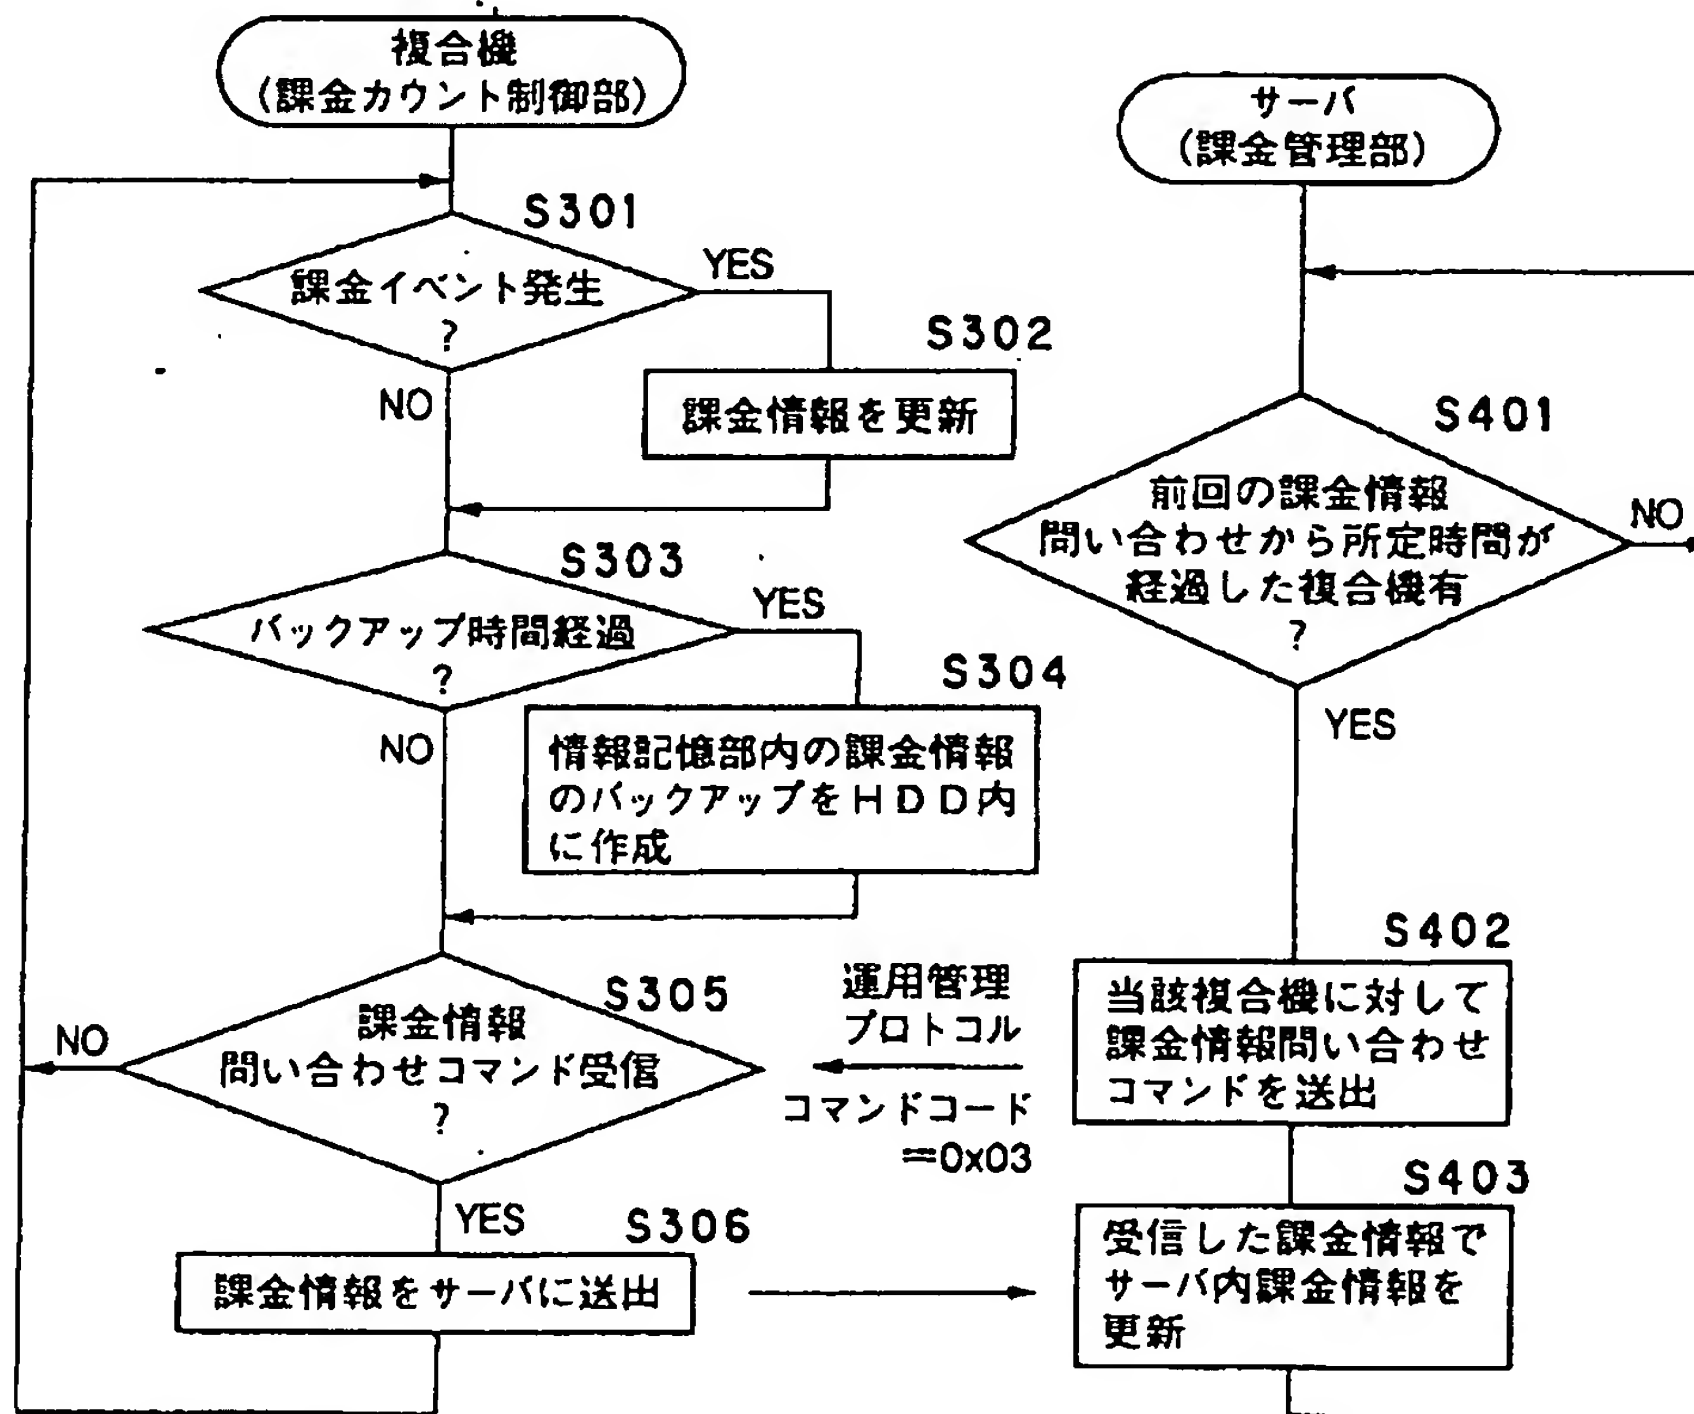 複合機
(課金カウント制御部)
S301
課金イベント発生
?
YES
NO
S302
課金情報を更新
S303
バックアップ時間経過
?
YES
NO
S304
情報記憶部内の課金情報
のバックアップをHDD内
に作成
S305
課金情報
問い合わせコマンド受信
?
NO
YES
S306
課金情報をサーバに送出
運用管理
プロトコル
コマンドコード
=0x03
サーバ
(課金管理部)
S401
前回の課金情報
問い合わせから所定時間が
経過した複合機有
?
NO
YES
S402
当該複合機に対して
課金情報問い合わせ
コマンドを送出
S403
受信した課金情報で
サーバ内課金情報を
更新